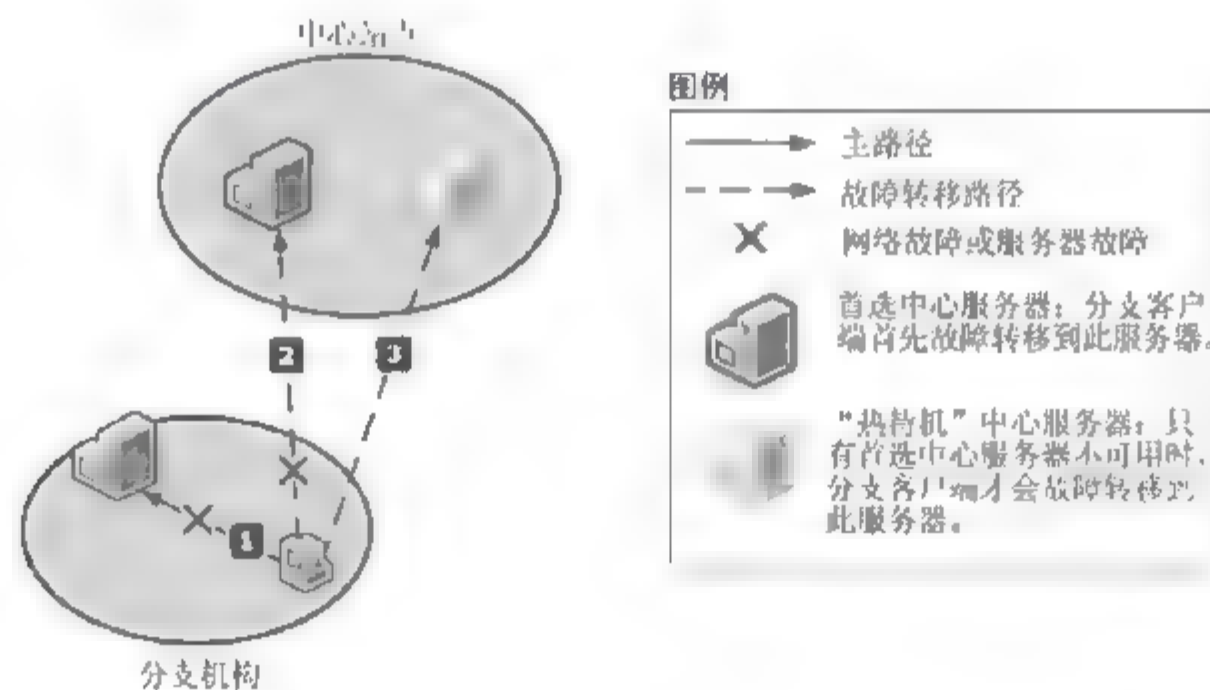 中心站点
2
3
1
分支机构
图例
主路径
故障转移路径
网络故障或服务器故障
首选中心服务器：分支客户
端首先故障转移到此服务器。
“热待机”中心服务器：只
有首选中心服务器不可用时，
分支客户端才会故障转移到
此服务器。